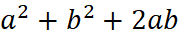 a² + b² + 2ab